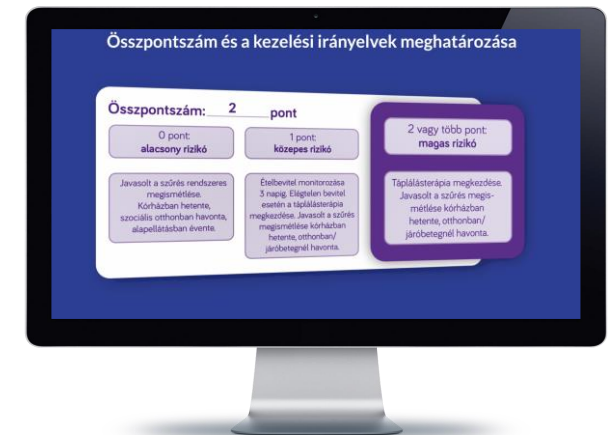 Összpontszám és a kezelési irányelvek meghatározása
Összpontszám: 2 pont
0 pont:
alacsony rizikó
1 pont:
közepes rizikó
2 vagy több pont:
magas rizikó
Javasolt a szűrés rendszeres
megismétlése.
Kórházban hetente,
szociális otthonban havonta,
alapellátásban évente.
Ételbevitel monitorozása
3 napig. Elégtelen bevitel
esetén a táplálásterápia
megkezdése. Javasolt a szűrés
megismétlése kórházban
hetente, otthonban/
járóbetegnél havonta.
Táplálásterápia megkezdése.
Javasolt a szűrés megis-
métlése kórházban
hetente, otthonban/
járóbetegnél havonta.